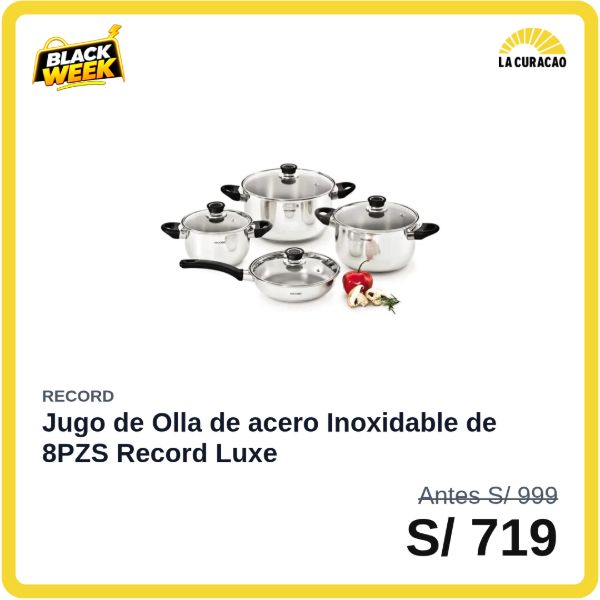 BLACK
WEEK
LA CURACAO
RECORD
Jugo de Olla de acero Inoxidable de
8PZS Record Luxe
Antes S/ 999
S/ 719